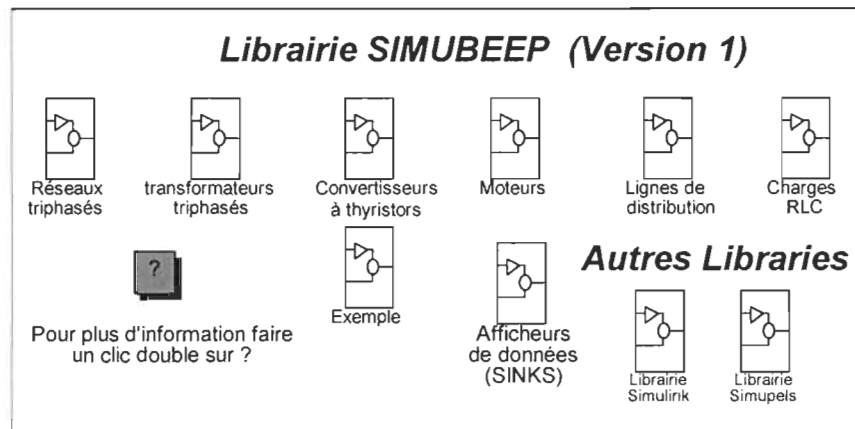 Librairie SIMUBEEP (Version 1)
Réseaux
triphasés
transformateurs
triphasés
Convertisseurs
à thyristors
Moteurs
Lignes de
distribution
Charges
RLC
?
Pour plus d'information faire
un clic double sur ?
Exemple
Afficheurs
de données
(SINKS)
Autres Libraries
Librairie
Simulink
Librairie
Simupels